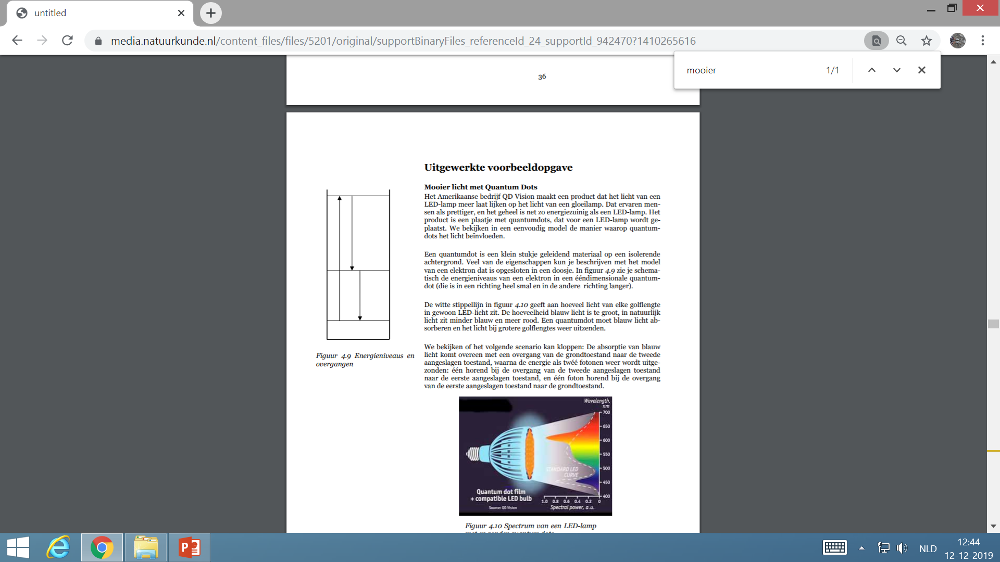 untitled
media.natuurkunde.nl/content_files/files/5201/original/supportBinaryFiles_referenceId_24_supportId_942470?1410265616
mooier
1/1
36
Uitgewerkte voorbeeldopgave
Mooier licht met Quantum Dots
Het Amerikaanse bedrijf QD Vision maakt een product dat het licht van een
LED-lamp meer laat lijken op het licht van een gloeilamp. Dat ervaren men-
sen als prettiger, en het geheel is net zo energiezuinig als een LED-lamp. Het
product is een plaatje met quantumdots, dat voor een LED-lamp wordt ge-
plaatst. We bekijken in een eenvoudig model de manier waarop quantum-
dots het licht beïnvloeden.
Een quantumdot is een klein stukje geleidend materiaal op een isolerende
achtergrond. Veel van de eigenschappen kun je beschrijven met het model
van een elektron dat is opgesloten in een doosje. In figuur 4.9 zie je schema-
tisch de energieniveaus van een elektron in een ééndimensionale quantum-
dot (die is in een richting heel smal en in de andere richting langer).
De witte stippellijn in figuur 4.10 geeft aan hoeveel licht van elke golflengte
in gewoon LED-licht zit. De hoeveelheid blauw licht is te groot, in natuurlijk
licht zit minder blauw en meer rood. Een quantumdot moet blauw licht ab-
sorberen en het licht bij grotere golflengtes weer uitzenden.
We bekijken of het volgende scenario kan kloppen: De absorptie van blauw
licht komt overeen met een overgang van de grondtoestand naar de tweede
aangeslagen toestand, waarna de energie als twéé fotonen weer wordt uitge-
zonden: één horend bij de overgang van de tweede aangeslagen toestand
naar de eerste aangeslagen toestand, en één foton horend bij de overgang
van de eerste aangeslagen toestand naar de grondtoestand.
Figuur 4.9 Energieniveaus en
overgangen
Wavelength,
nm
700
650
600
550
500
450
400
STANDARD LED
CURVE
Quantum dot film
+ compatible LED bulb
Source: QD Vision
1.0 0.8 0.6 0.4 0.2 0
Spectral power, a.u.
Figuur 4.10 Spectrum van een LED-lamp
NLD
12:44
12-12-2019